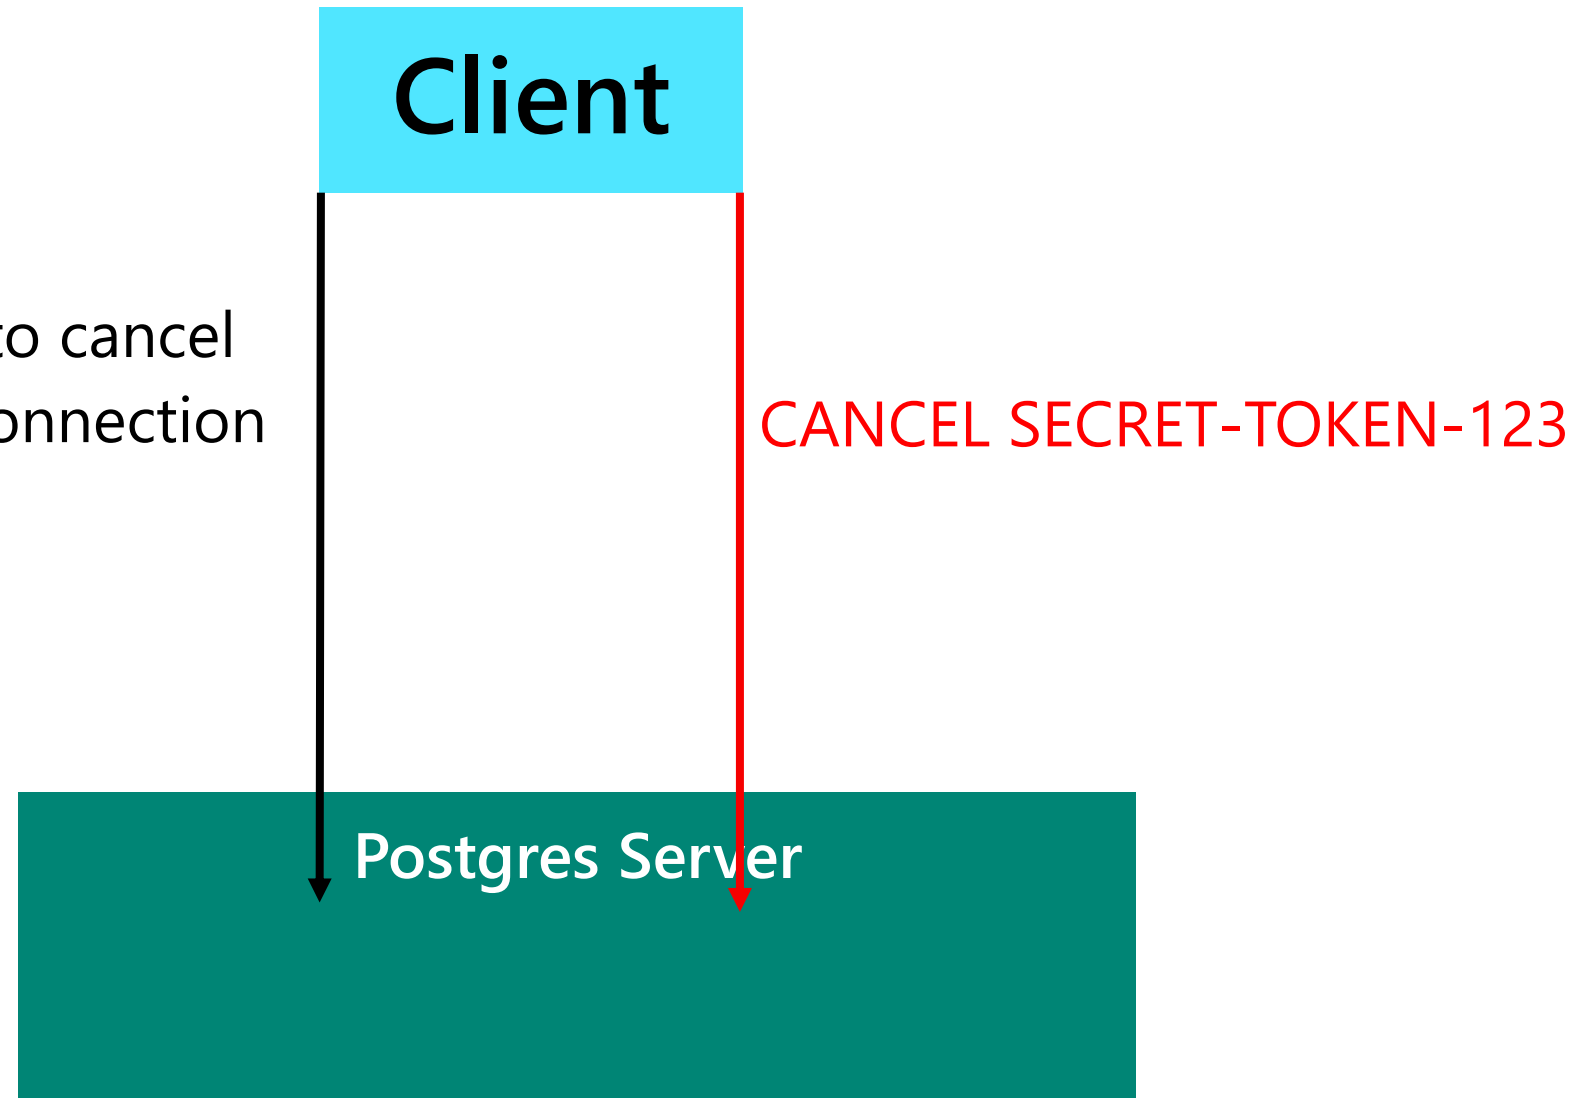 Client
to cancel
onnection
CANCEL SECRET-TOKEN-123
Postgres Server